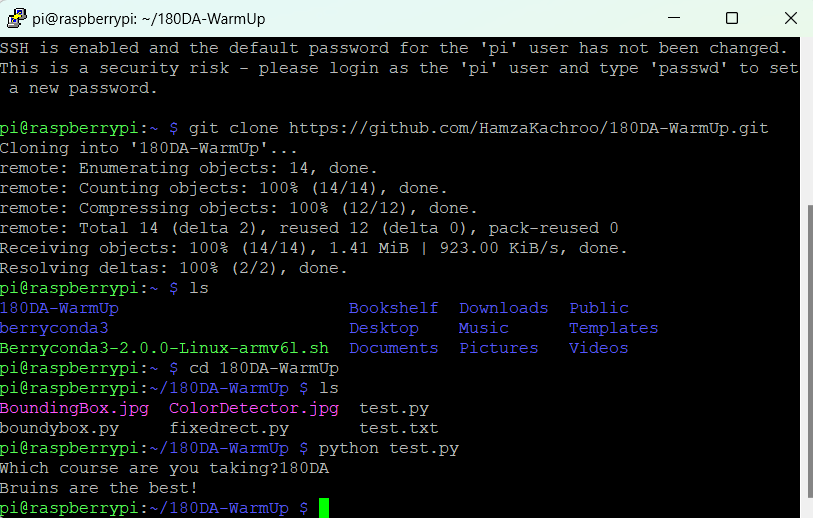 pi@raspberrypi: ~/180DA-WarmUp
SSH is enabled and the default password for the 'pi' user has not been changed.
This is a security risk - please login as the 'pi' user and type 'passwd' to set
 a new password.
pi@raspberrypi:~ $ git clone https://github.com/HamzaKachroo/180DA-WarmUp.git
Cloning into '180DA-WarmUp'...
remote: Enumerating objects: 14, done.
remote: Counting objects: 100% (14/14), done.
remote: Compressing objects: 100% (12/12), done.
remote: Total 14 (delta 2), reused 12 (delta 0), pack-reused 0
Receiving objects: 100% (14/14), 1.41 MiB | 923.00 KiB/s, done.
Resolving deltas: 100% (2/2), done.
pi@raspberrypi:~ $ ls
180DA-WarmUp                       Bookshelf  Downloads  Public
berryconda3                        Desktop    Music      Templates
Berryconda3-2.0.0-Linux-armv6l.sh  Documents  Pictures   Videos
pi@raspberrypi:~ $ cd 180DA-WarmUp
pi@raspberrypi:~/180DA-WarmUp $ ls
BoundingBox.jpg  ColorDetector.jpg  test.py
boundybox.py     fixedrect.py       test.txt
pi@raspberrypi:~/180DA-WarmUp $ python test.py
Which course are you taking?180DA
Bruins are the best!
pi@raspberrypi:~/180DA-WarmUp $